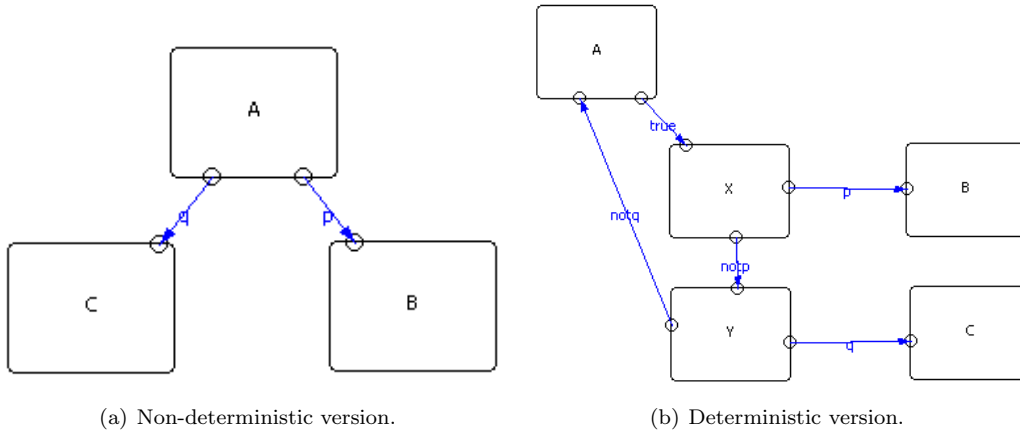 A
q
p
C
B
(a) Non-deterministic version.
A
true
X
p
B
notq
notp
Y
q
C
(b) Deterministic version.